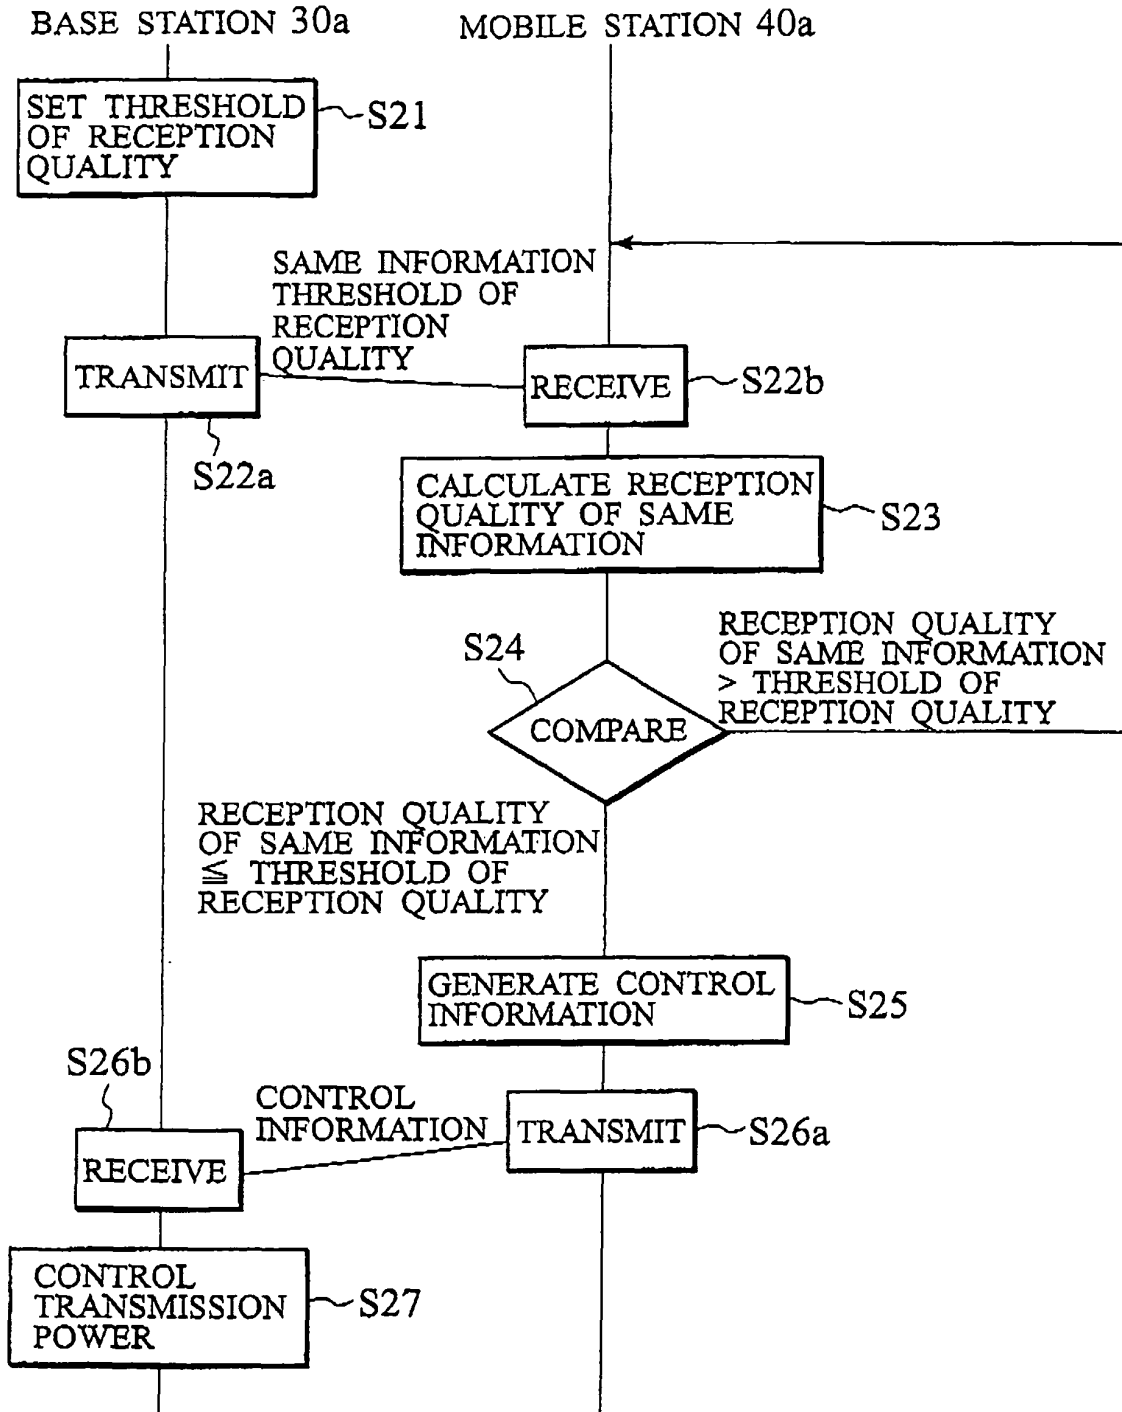 BASE STATION 30a
MOBILE STATION 40a
SET THRESHOLD
OF RECEPTION
QUALITY
S21
SAME INFORMATION
THRESHOLD OF
RECEPTION
QUALITY
TRANSMIT
S22a
RECEIVE
S22b
CALCULATE RECEPTION
QUALITY OF SAME
INFORMATION
S23
S24
COMPARE
RECEPTION QUALITY
OF SAME INFORMATION
> THRESHOLD OF
RECEPTION QUALITY
RECEPTION QUALITY
OF SAME INFORMATION
≦ THRESHOLD OF
RECEPTION QUALITY
GENERATE CONTROL
INFORMATION
S25
S26b
CONTROL
INFORMATION
TRANSMIT
S26a
RECEIVE
CONTROL
TRANSMISSION
POWER
S27